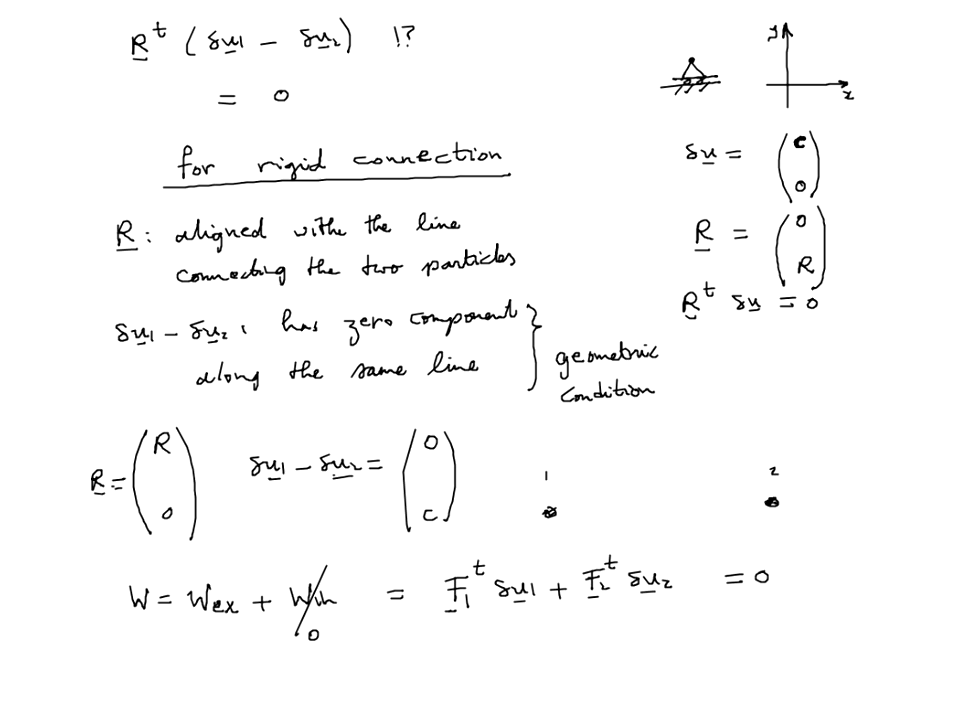 R^t ( δu1 - δu2 ) !?
= 0
for rigid connection
R : aligned withe the line
connecting the two particles
δu1 - δu2 : has zero component
along the same line
} geometric
condition
y
x
δu = ( c
0 )
R = ( 0
R )
R^t δu = 0
R = ( R
0 )
δu1 - δu2 = ( 0
c )
1
2
W = Wex + Win = F1^t δu1 + F2^t δu2 = 0
0